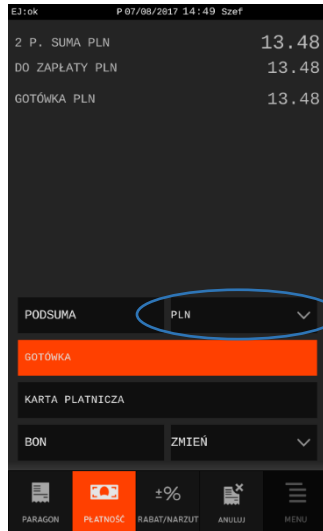 EJ:ok P 07/08/2017 14:49 Szef
2 P. SUMA PLN 13.48
DO ZAPŁATY PLN 13.48
GOTÓWKA PLN 13.48
PODSUMA PLN
GOTÓWKA
KARTA PŁATNICZA
BON ZMIEŃ
±%
PARAGON PŁATNOŚĆ RABAT/NARZUT ANULUJ MENU